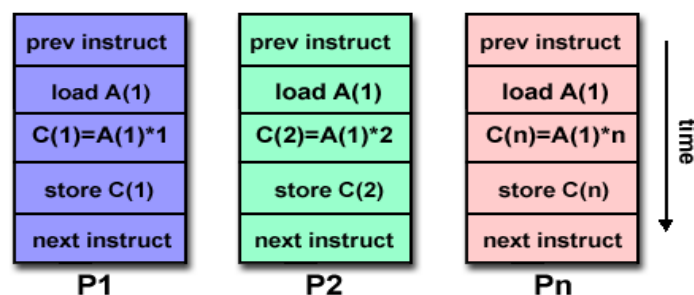 prev instruct
load A(1)
C(1)=A(1)*1
store C(1)
next instruct
P1
prev instruct
load A(1)
C(2)=A(1)*2
store C(2)
next instruct
P2
prev instruct
load A(1)
C(n)=A(1)*n
store C(n)
next instruct
Pn
time